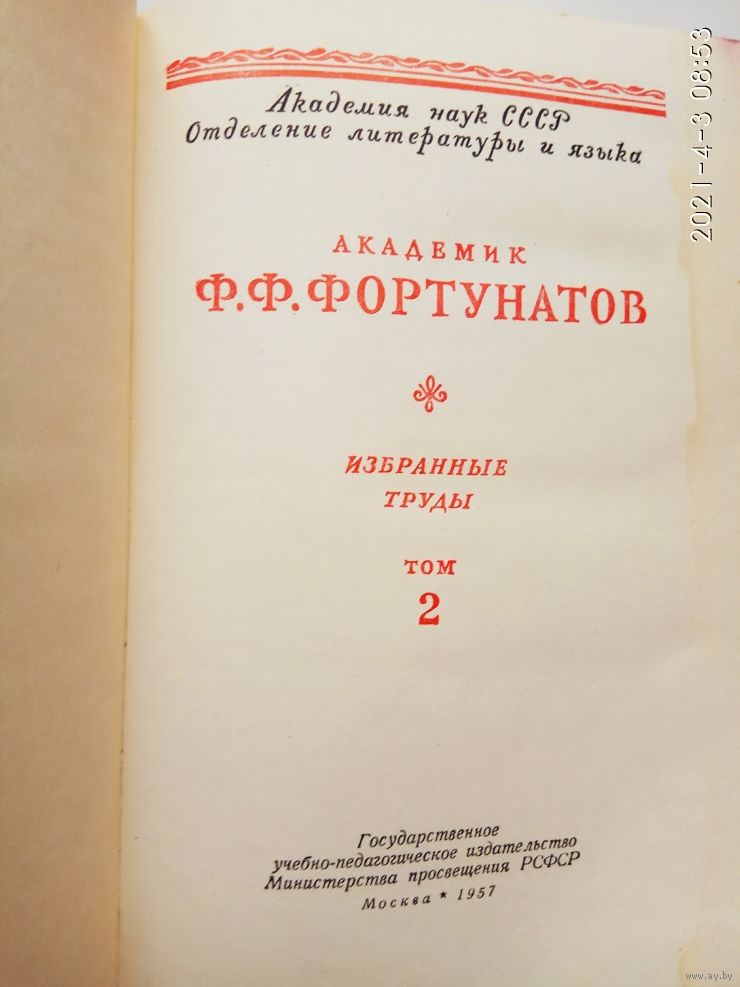 Академия наук СССР
Отделение литературы и языка
АКАДЕМИК
Ф.Ф.ФОРТУНАТОВ
ИЗБРАННЫЕ
ТРУДЫ
ТОМ
2
Государственное
учебно-педагогическое издательство
Министерства просвещения РСФСР
Москва * 1957
2021-4-3 08:53
www.ay.by